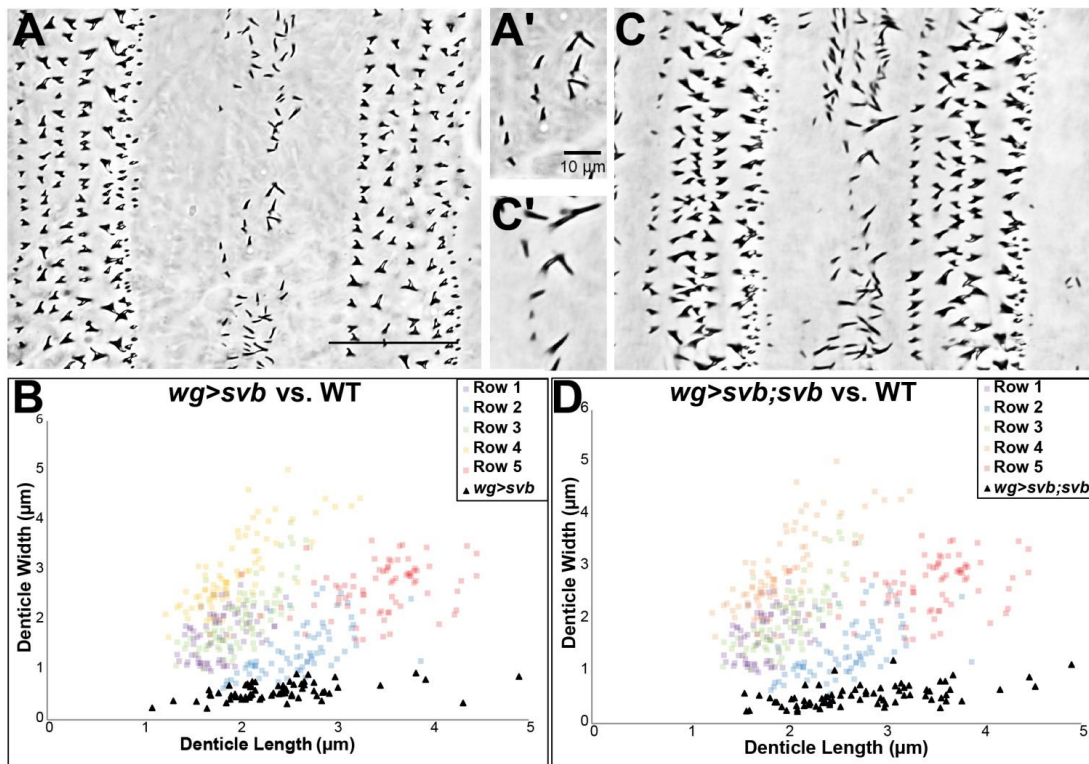 A
A'
C
10 µm
C'
B
wg>svb vs. WT
Row 1
Row 2
Row 3
Row 4
Row 5
wg>svb
6
5
4
3
2
1
0
Denticle Width (µm)
0 1 2 3 4 5
Denticle Length (µm)
D
wg>svb;svb vs. WT
Row 1
Row 2
Row 3
Row 4
Row 5
wg>svb;svb
6
5
4
3
2
1
0
Denticle Width (µm)
0 1 2 3 4 5
Denticle Length (µm)